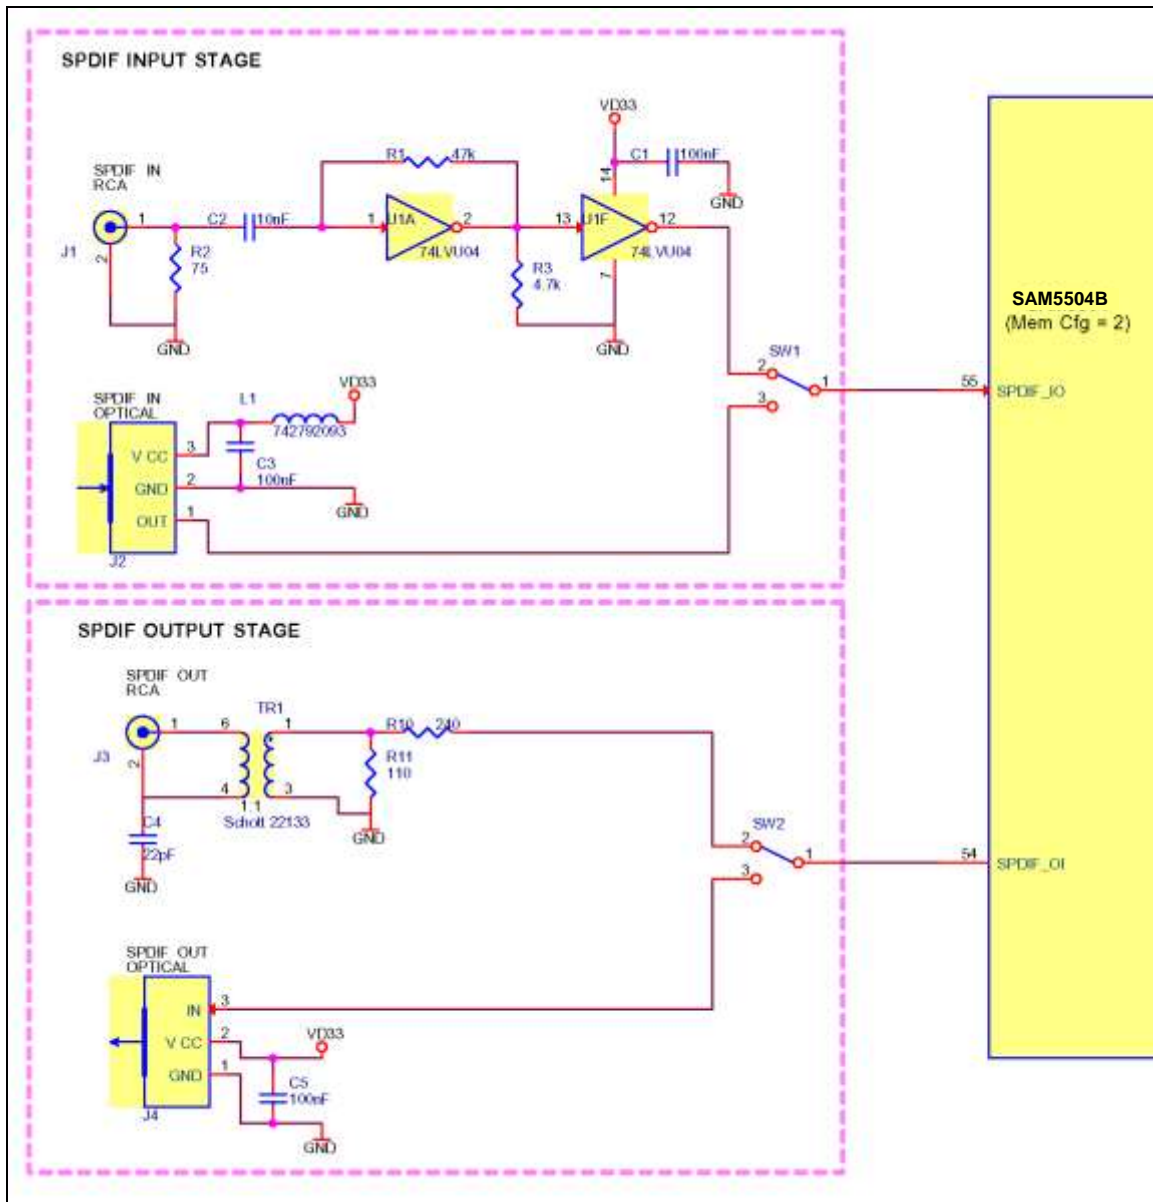 SPDIF INPUT STAGE
VD33
R1 47k
C1 100nF
14
GND
SPDIF IN
RCA
1
C2 10nF
1 U1A 2
13 U1F 12
74LVU04
74LVU04
J1
2
R2
75
R3
4.7k
7
GND
GND
SAM5504B
(Mem Cfg = 2)
SW1
2
1
3
55 SPDIF_IO
SPDIF IN
OPTICAL
L1
VD33
742792093
V CC 3
C3
100nF
GND 2
GND
OUT 1
J2
SPDIF OUTPUT STAGE
SPDIF OUT
RCA
TR1
1 6 1
R10 240
J3
2
R11
110
4 3
1 1
Schott 22133
C4
22pF
GND
GND
SW2
2
1
3
54 SPDIF_OI
SPDIF OUT
OPTICAL
IN 3
V CC 2
VD33
GND 1
C5
100nF
J4
GND